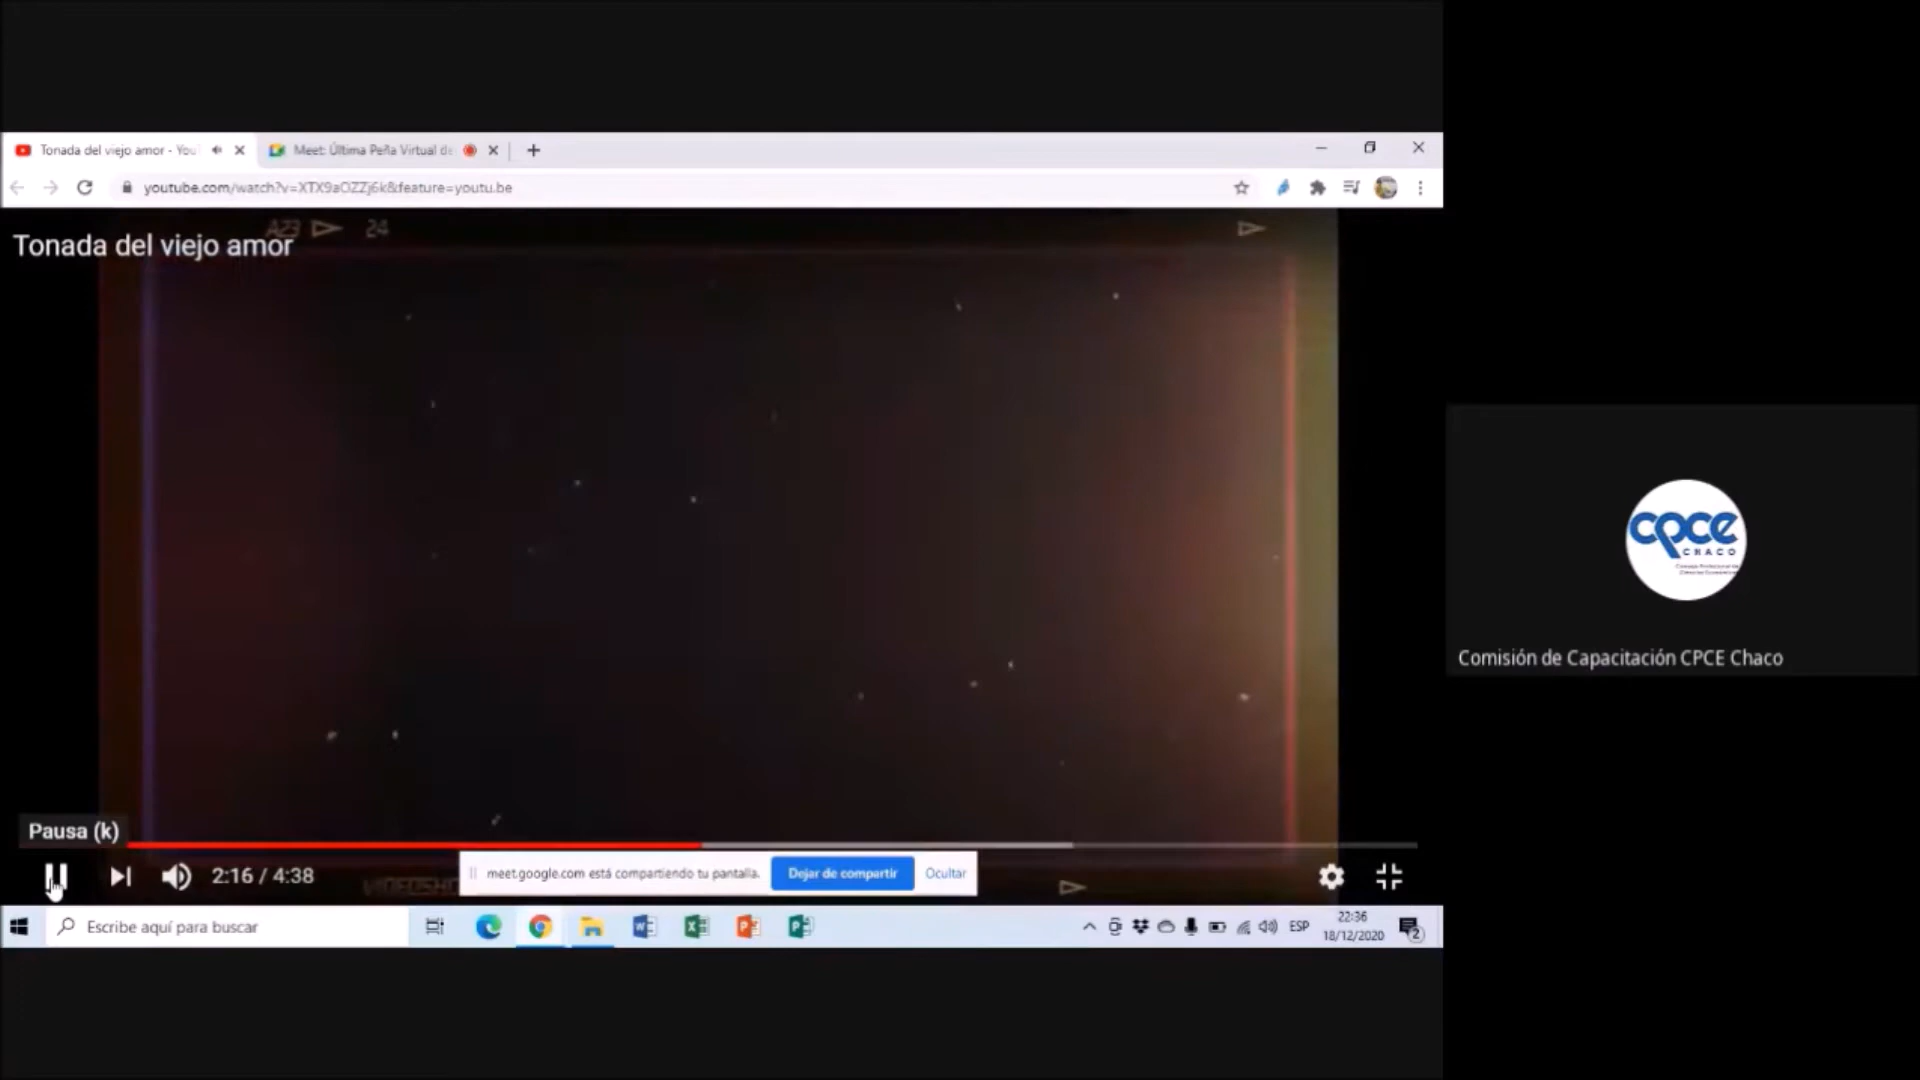 Tonada del viejo amor - You
Meet: Última Peña Virtual de
youtube.com/watch?v=XTX9aOZZj6k&feature=youtu.be
A23 24
Tonada del viejo amor
cpce
CHACO
Comisión de Capacitación CPCE Chaco
Pausa (k)
2:16 / 4:38
meet.google.com está compartiendo tu pantalla.
Dejar de compartir
Ocultar
Escribe aquí para buscar
ESP
22:36
18/12/2020
2